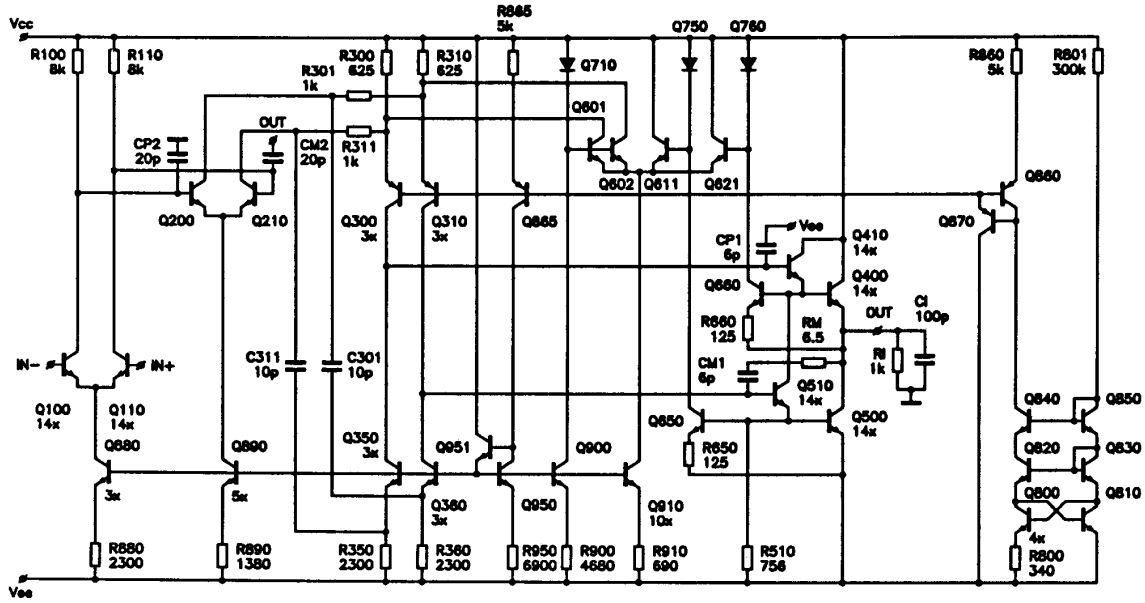 Vcc
R100
8k
R110
8k
R301
1k
R300
625
R310
625
R865
5k
Q710
Q750
Q760
R860
5k
R801
300k
CP2
20p
OUT
CM2
20p
R311
1k
Q601
Q602
Q611
Q621
Q200
Q210
Q300
3x
Q310
3x
Q865
Q860
Q870
CP1
6p
Vee
Q410
14x
Q400
14x
Q660
R660
125
RM
6.5
OUT
CI
100p
RI
1k
IN-
IN+
C311
10p
C301
10p
CM1
6p
Q510
14x
Q500
14x
Q100
14x
Q110
14x
Q880
3x
Q890
5x
Q350
3x
Q951
Q900
Q650
R650
125
Q840
Q850
Q820
Q830
Q800
4x
Q810
Q360
3x
Q950
Q910
10x
R880
2300
R890
1380
R350
2300
R360
2300
R950
6900
R900
4680
R910
690
R510
756
R800
340
Vee